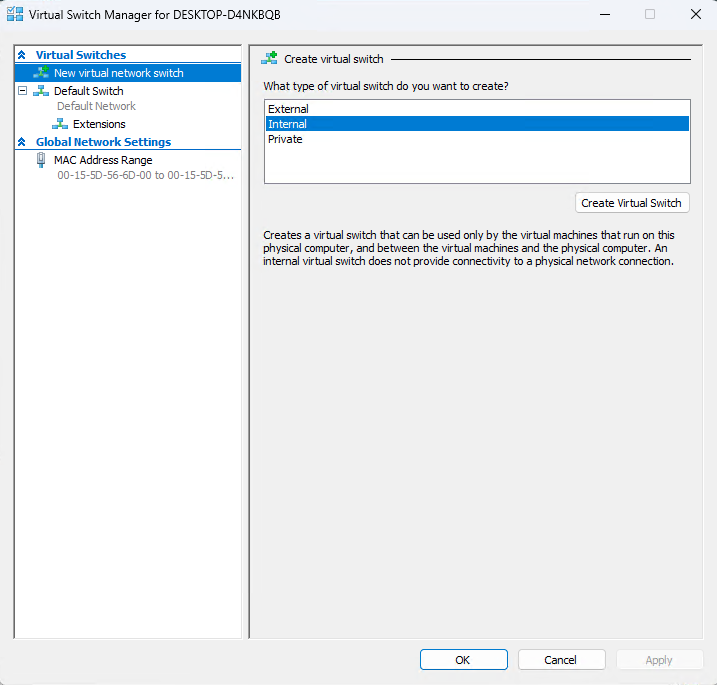 Virtual Switch Manager for DESKTOP-D4NKBQB
Virtual Switches
New virtual network switch
Default Switch
Default Network
Extensions
Global Network Settings
MAC Address Range
00-15-5D-56-6D-00 to 00-15-5D-5...
Create virtual switch
What type of virtual switch do you want to create?
External
Internal
Private
Create Virtual Switch
Creates a virtual switch that can be used only by the virtual machines that run on this
physical computer, and between the virtual machines and the physical computer. An
internal virtual switch does not provide connectivity to a physical network connection.
OK
Cancel
Apply